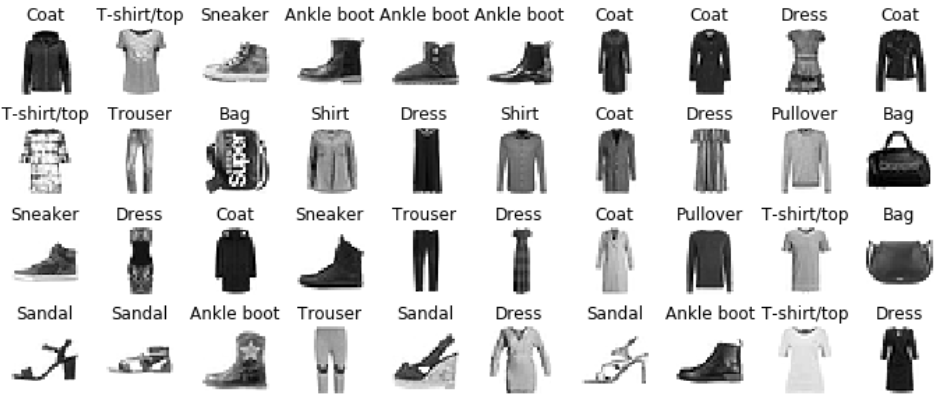 Coat T-shirt/top Sneaker Ankle boot Ankle boot Ankle boot Coat Coat Dress Coat
T-shirt/top Trouser Bag Shirt Dress Shirt Coat Dress Pullover Bag
Super
Sneaker Dress Coat Sneaker Trouser Dress Coat Pullover T-shirt/top Bag
Sandal Sandal Ankle boot Trouser Sandal Dress Sandal Ankle boot T-shirt/top Dress